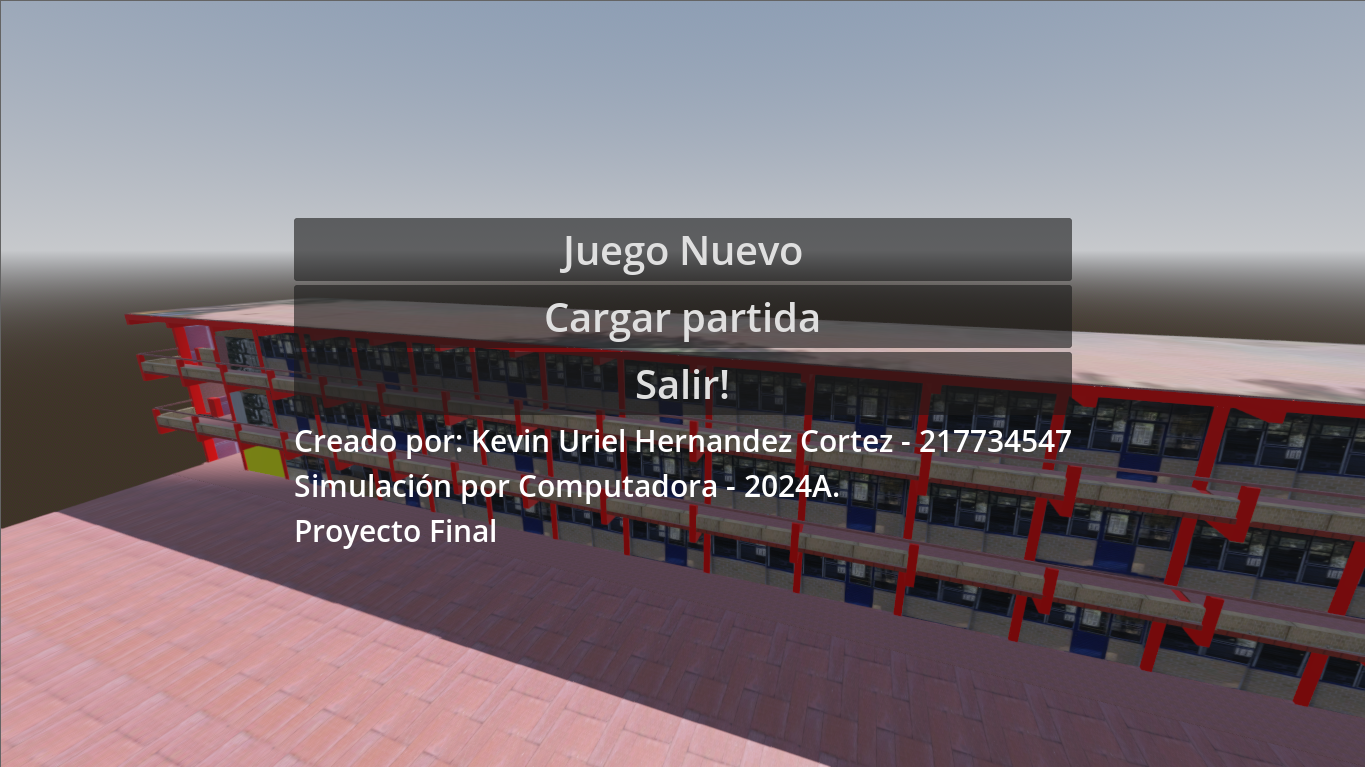 Juego Nuevo
Cargar partida
Salir!
Creado por: Kevin Uriel Hernandez Cortez - 217734547
Simulación por Computadora - 2024A.
Proyecto Final